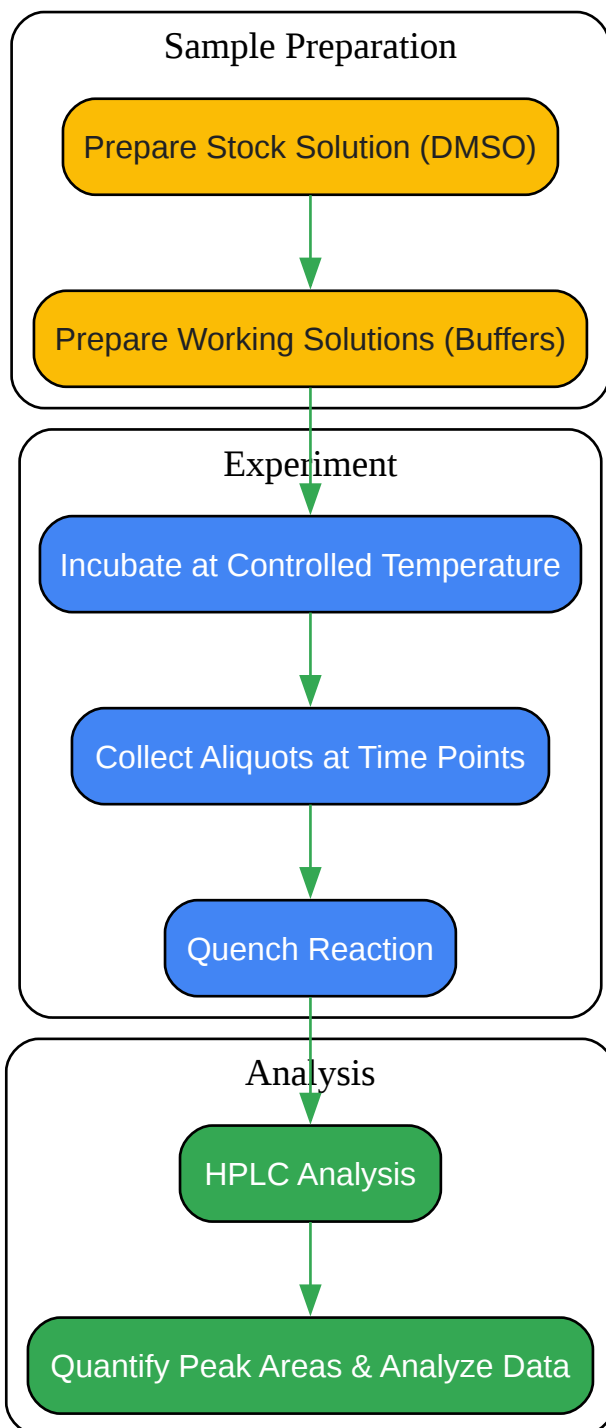 Sample Preparation
Prepare Stock Solution (DMSO)
Prepare Working Solutions (Buffers)
Experiment
Incubate at Controlled Temperature
Collect Aliquots at Time Points
Quench Reaction
Analysis
HPLC Analysis
Quantify Peak Areas & Analyze Data